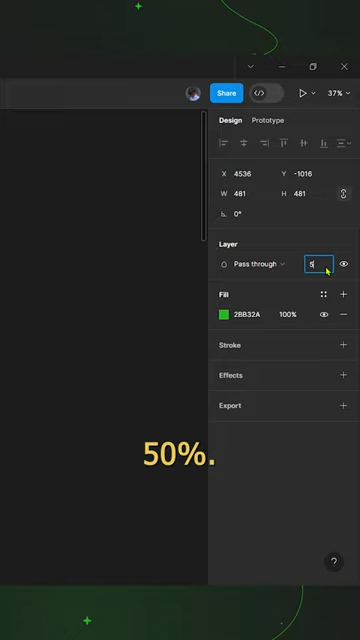 Share
37%
Design
Prototype
X
4536
Y
-1016
W
481
H
481
0°
Layer
Pass through
5
Fill
2BB32A
100%
Stroke
Effects
Export
50%.
?